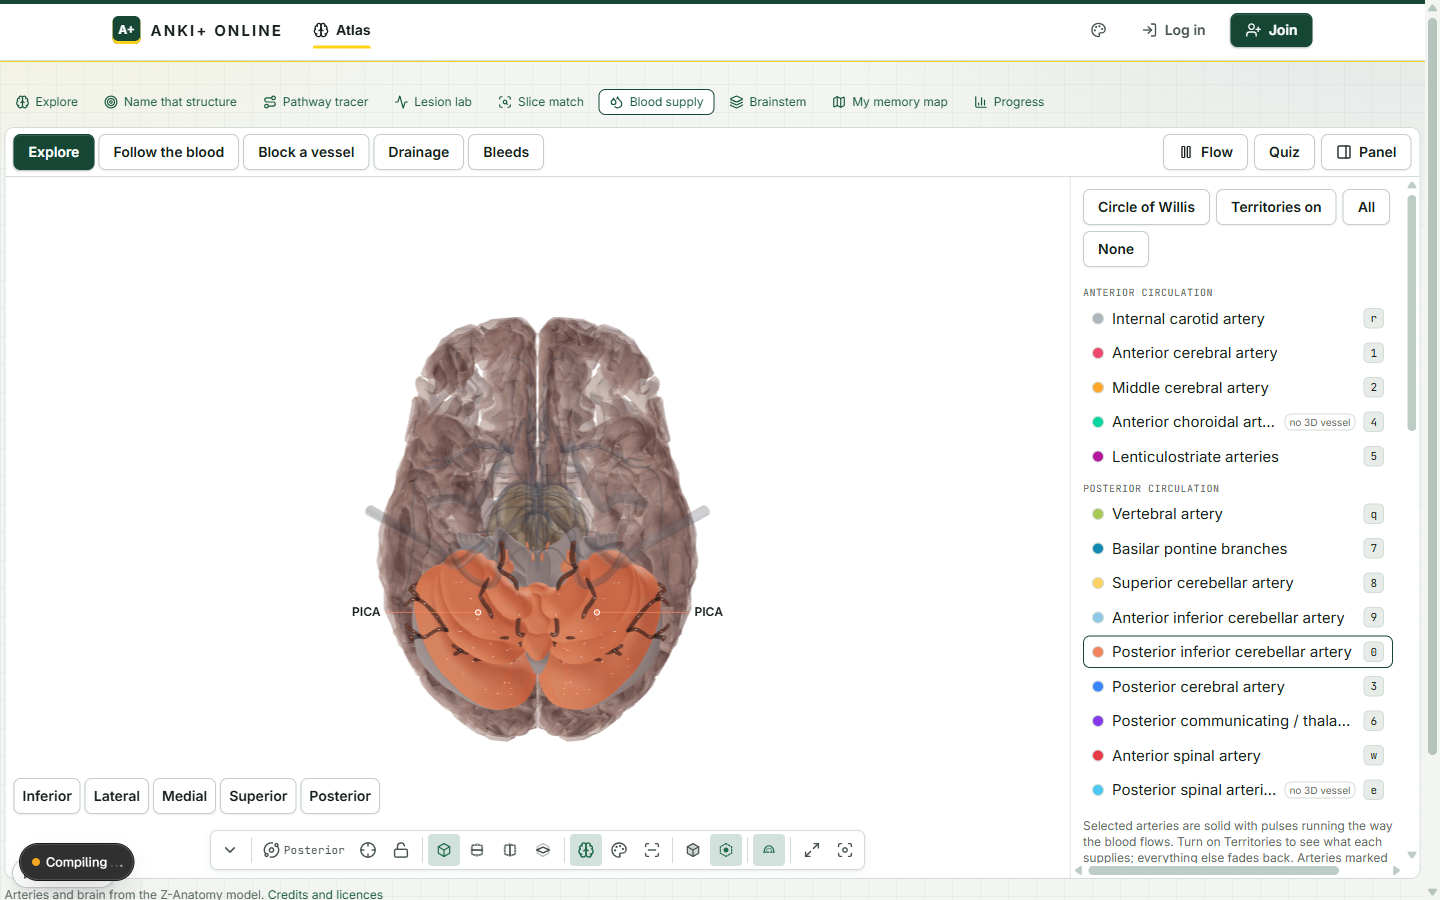 A+ ANKI+ ONLINE Atlas Log in Join
Explore Name that structure Pathway tracer Lesion lab Slice match Blood supply Brainstem My memory map Progress
Explore Follow the blood Block a vessel Drainage Bleeds Flow Quiz Panel
Circle of Willis Territories on All
None
ANTERIOR CIRCULATION
Internal carotid artery r
Anterior cerebral artery 1
Middle cerebral artery 2
Anterior choroidal art... no 3D vessel 4
Lenticulostriate arteries 5
POSTERIOR CIRCULATION
Vertebral artery q
Basilar pontine branches 7
Superior cerebellar artery 8
Anterior inferior cerebellar artery 9
Posterior inferior cerebellar artery 0
Posterior cerebral artery 3
Posterior communicating / thala... 6
Anterior spinal artery w
Posterior spinal arteri... no 3D vessel e
Selected arteries are solid with pulses running the way
the blood flows. Turn on Territories to see what each
supplies; everything else fades back. Arteries marked
PICA PICA
Inferior Lateral Medial Superior Posterior
Posterior
Compiling ...
Arteries and brain from the Z-Anatomy model. Credits and licences